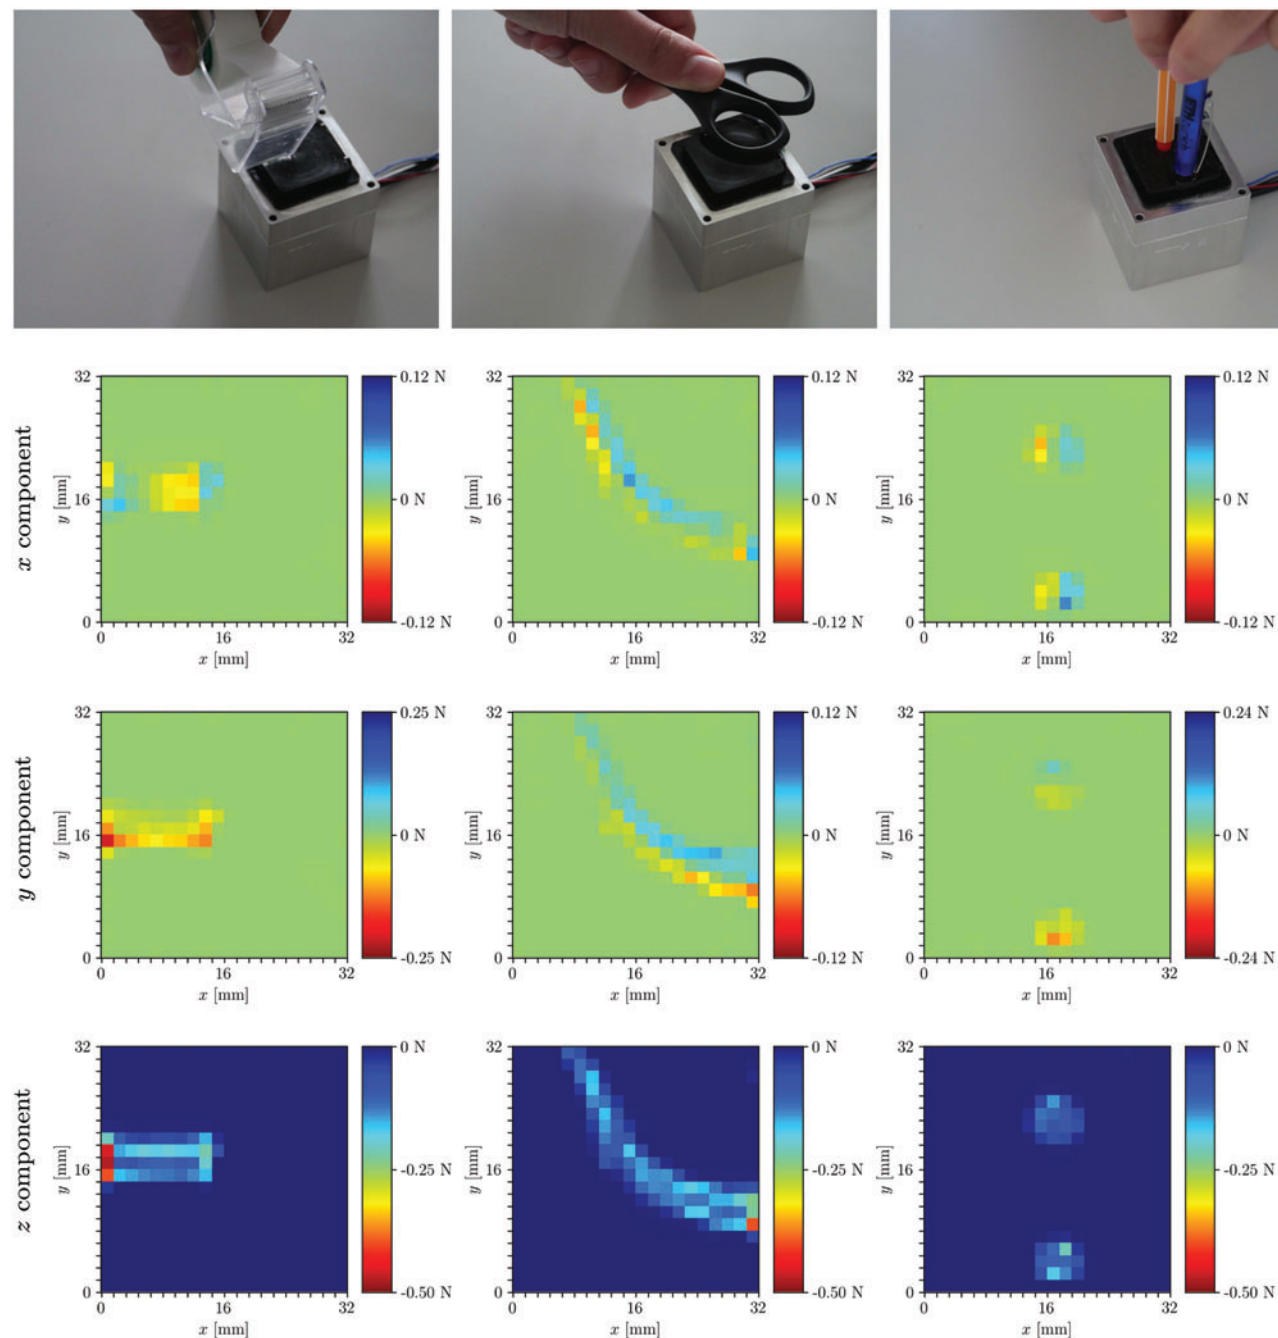 ETH
x component
32
16
0
y [mm]
0
16
32
x [mm]
0.12 N
0 N
-0.12 N
32
16
0
y [mm]
0
16
32
x [mm]
0.12 N
0 N
-0.12 N
32
16
0
y [mm]
0
16
32
x [mm]
0.12 N
0 N
-0.12 N
y component
32
16
0
y [mm]
0
16
32
x [mm]
0.25 N
0 N
-0.25 N
32
16
0
y [mm]
0
16
32
x [mm]
0.12 N
0 N
-0.12 N
32
16
0
y [mm]
0
16
32
x [mm]
0.24 N
0 N
-0.24 N
z component
32
16
0
y [mm]
0
16
32
x [mm]
0 N
-0.25 N
-0.50 N
32
16
0
y [mm]
0
16
32
x [mm]
0 N
-0.25 N
-0.50 N
32
16
0
y [mm]
0
16
32
x [mm]
0 N
-0.25 N
-0.50 N